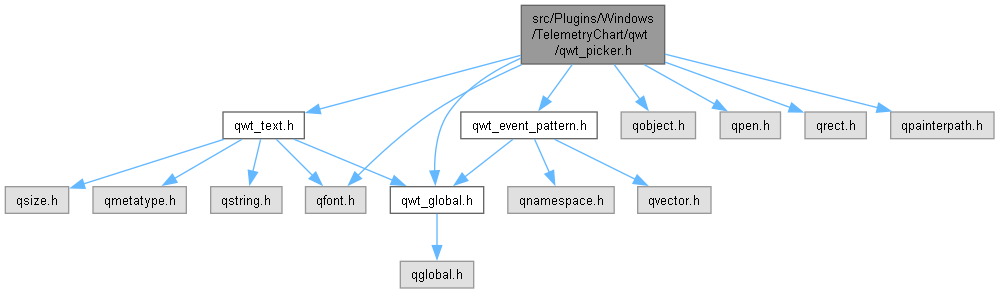 src/Plugins/Windows
/TelemetryChart/qwt
/qwt_picker.h
qwt_text.h
qwt_event_pattern.h
qobject.h
qpen.h
qrect.h
qpainterpath.h
qsize.h
qmetatype.h
qstring.h
qfont.h
qwt_global.h
qnamespace.h
qvector.h
qglobal.h